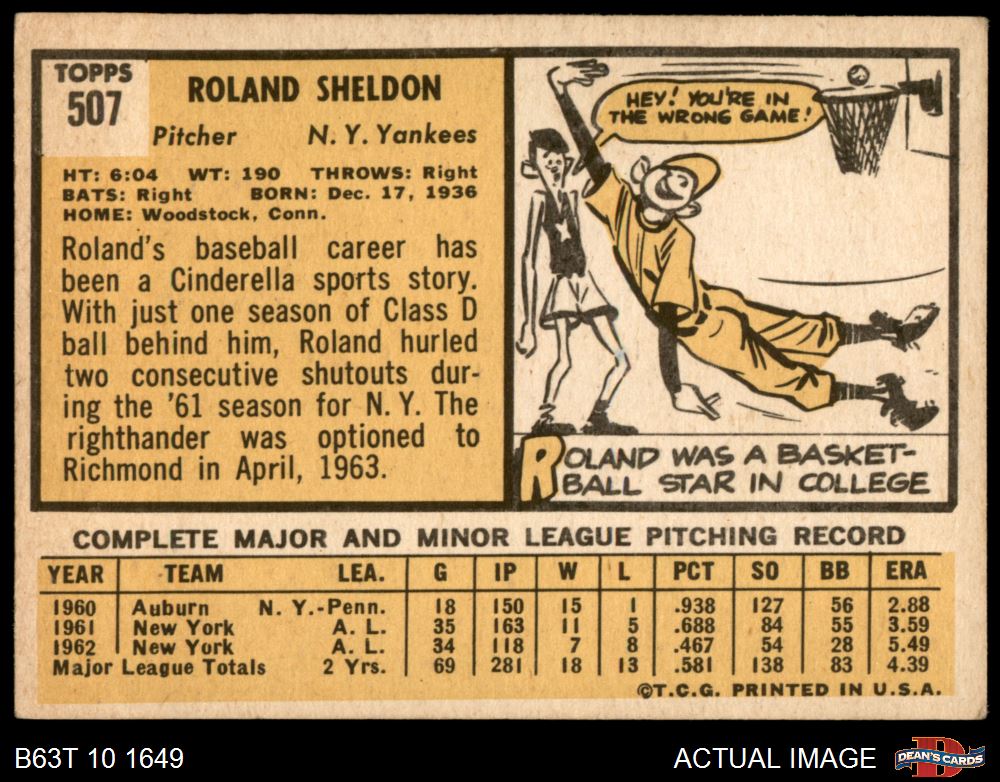 TOPPS
507
ROLAND SHELDON
Pitcher N. Y. Yankees
HT: 6:04 WT: 190 THROWS: Right
BATS: Right BORN: Dec. 17, 1936
HOME: Woodstock, Conn.
Roland's baseball career has
been a Cinderella sports story.
With just one season of Class D
ball behind him, Roland hurled
two consecutive shutouts dur-
ing the '61 season for N. Y. The
righthander was optioned to
Richmond in April, 1963.
HEY! YOU'RE IN
THE WRONG GAME!
ROLAND WAS A BASKET-
BALL STAR IN COLLEGE
COMPLETE MAJOR AND MINOR LEAGUE PITCHING RECORD
YEAR TEAM LEA. G IP W L PCT SO BB ERA
1960 Auburn N. Y.-Penn. 18 150 15 1 .938 127 56 2.88
1961 New York A. L. 35 163 11 5 .688 84 55 3.59
1962 New York A. L. 34 118 7 8 .467 54 28 5.49
Major League Totals 2 Yrs. 69 281 18 13 .581 138 83 4.39
©T.C.G. PRINTED IN U.S.A.
B63T 10 1649 ACTUAL IMAGE
D
DEAN'S CARDS